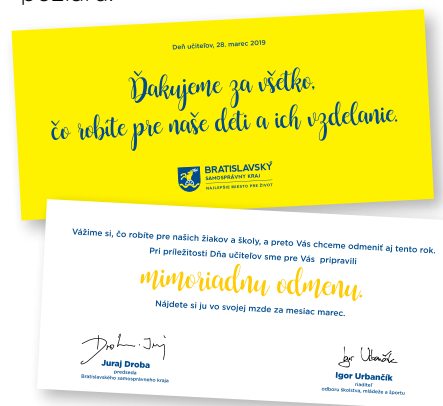 Deň učiteľov, 28. marec 2019
Ďakujeme za všetko,
čo robíte pre naše deti a ich vzdelanie.
BRATISLAVSKÝ
SAMOSPRÁVNY KRAJ
NAJLEPŠIE MIESTO PRE ŽIVOT
Vážime si, čo robíte pre našich žiakov a školy, a preto Vás chceme odmeniť aj tento rok.
Pri príležitosti Dňa učiteľov sme pre Vás pripravili
mimoriadnu odmenu.
Nájdete si ju vo svojej mzde za mesiac marec.
Juraj Droba
predseda
Bratislavského samosprávneho kraja
Igor Urbančík
riaditeľ
odboru školstva, mládeže a športu